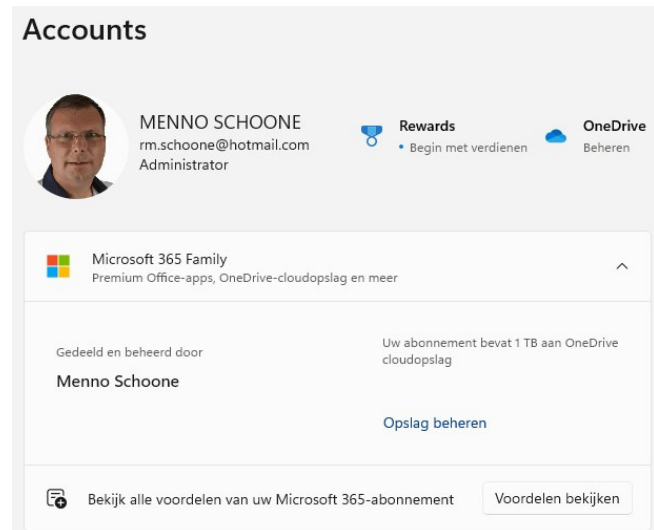 Accounts
MENNO SCHOONE
rm.schoone@hotmail.com
Administrator
Rewards
• Begin met verdienen
OneDrive
Beheren
Microsoft 365 Family
Premium Office-apps, OneDrive-cloudopslag en meer
Gedeeld en beheerd door
Menno Schoone
Uw abonnement bevat 1 TB aan OneDrive
cloudopslag
Opslag beheren
Bekijk alle voordelen van uw Microsoft 365-abonnement
Voordelen bekijken